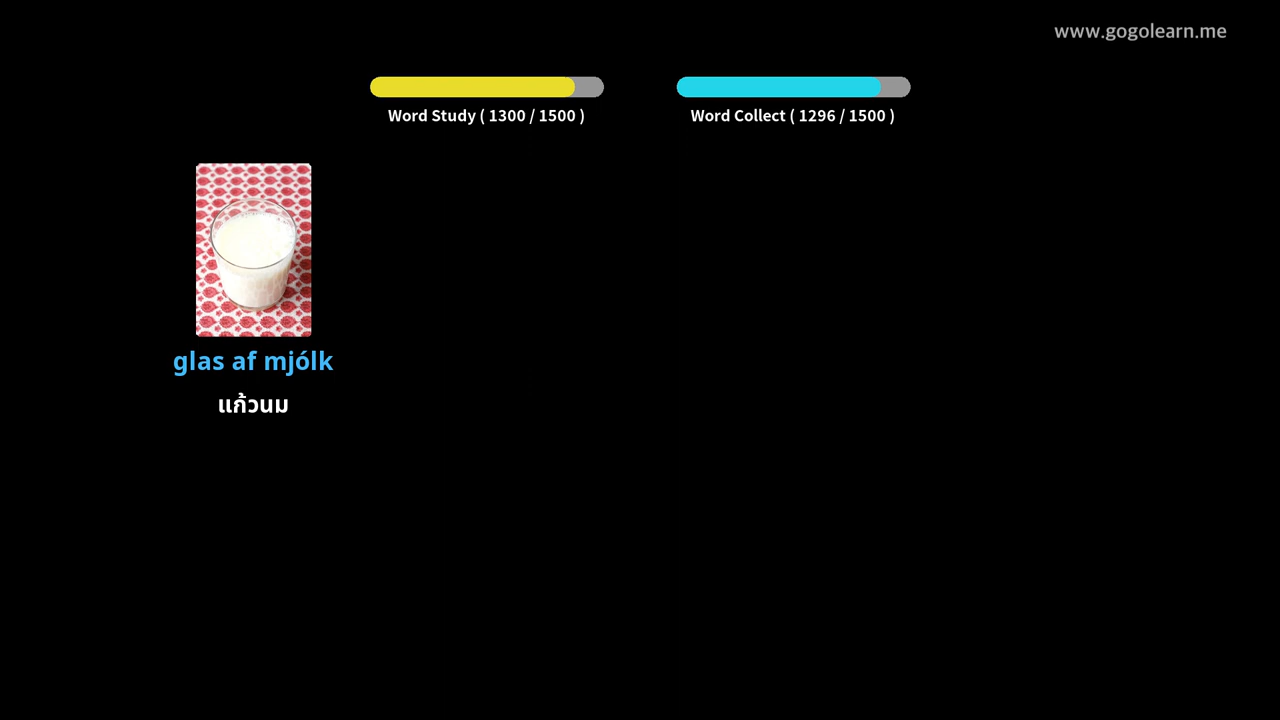 www.gogolearn.me
Word Study ( 1300 / 1500 )
Word Collect ( 1296 / 1500 )
glas af mjólk
แก้วนม